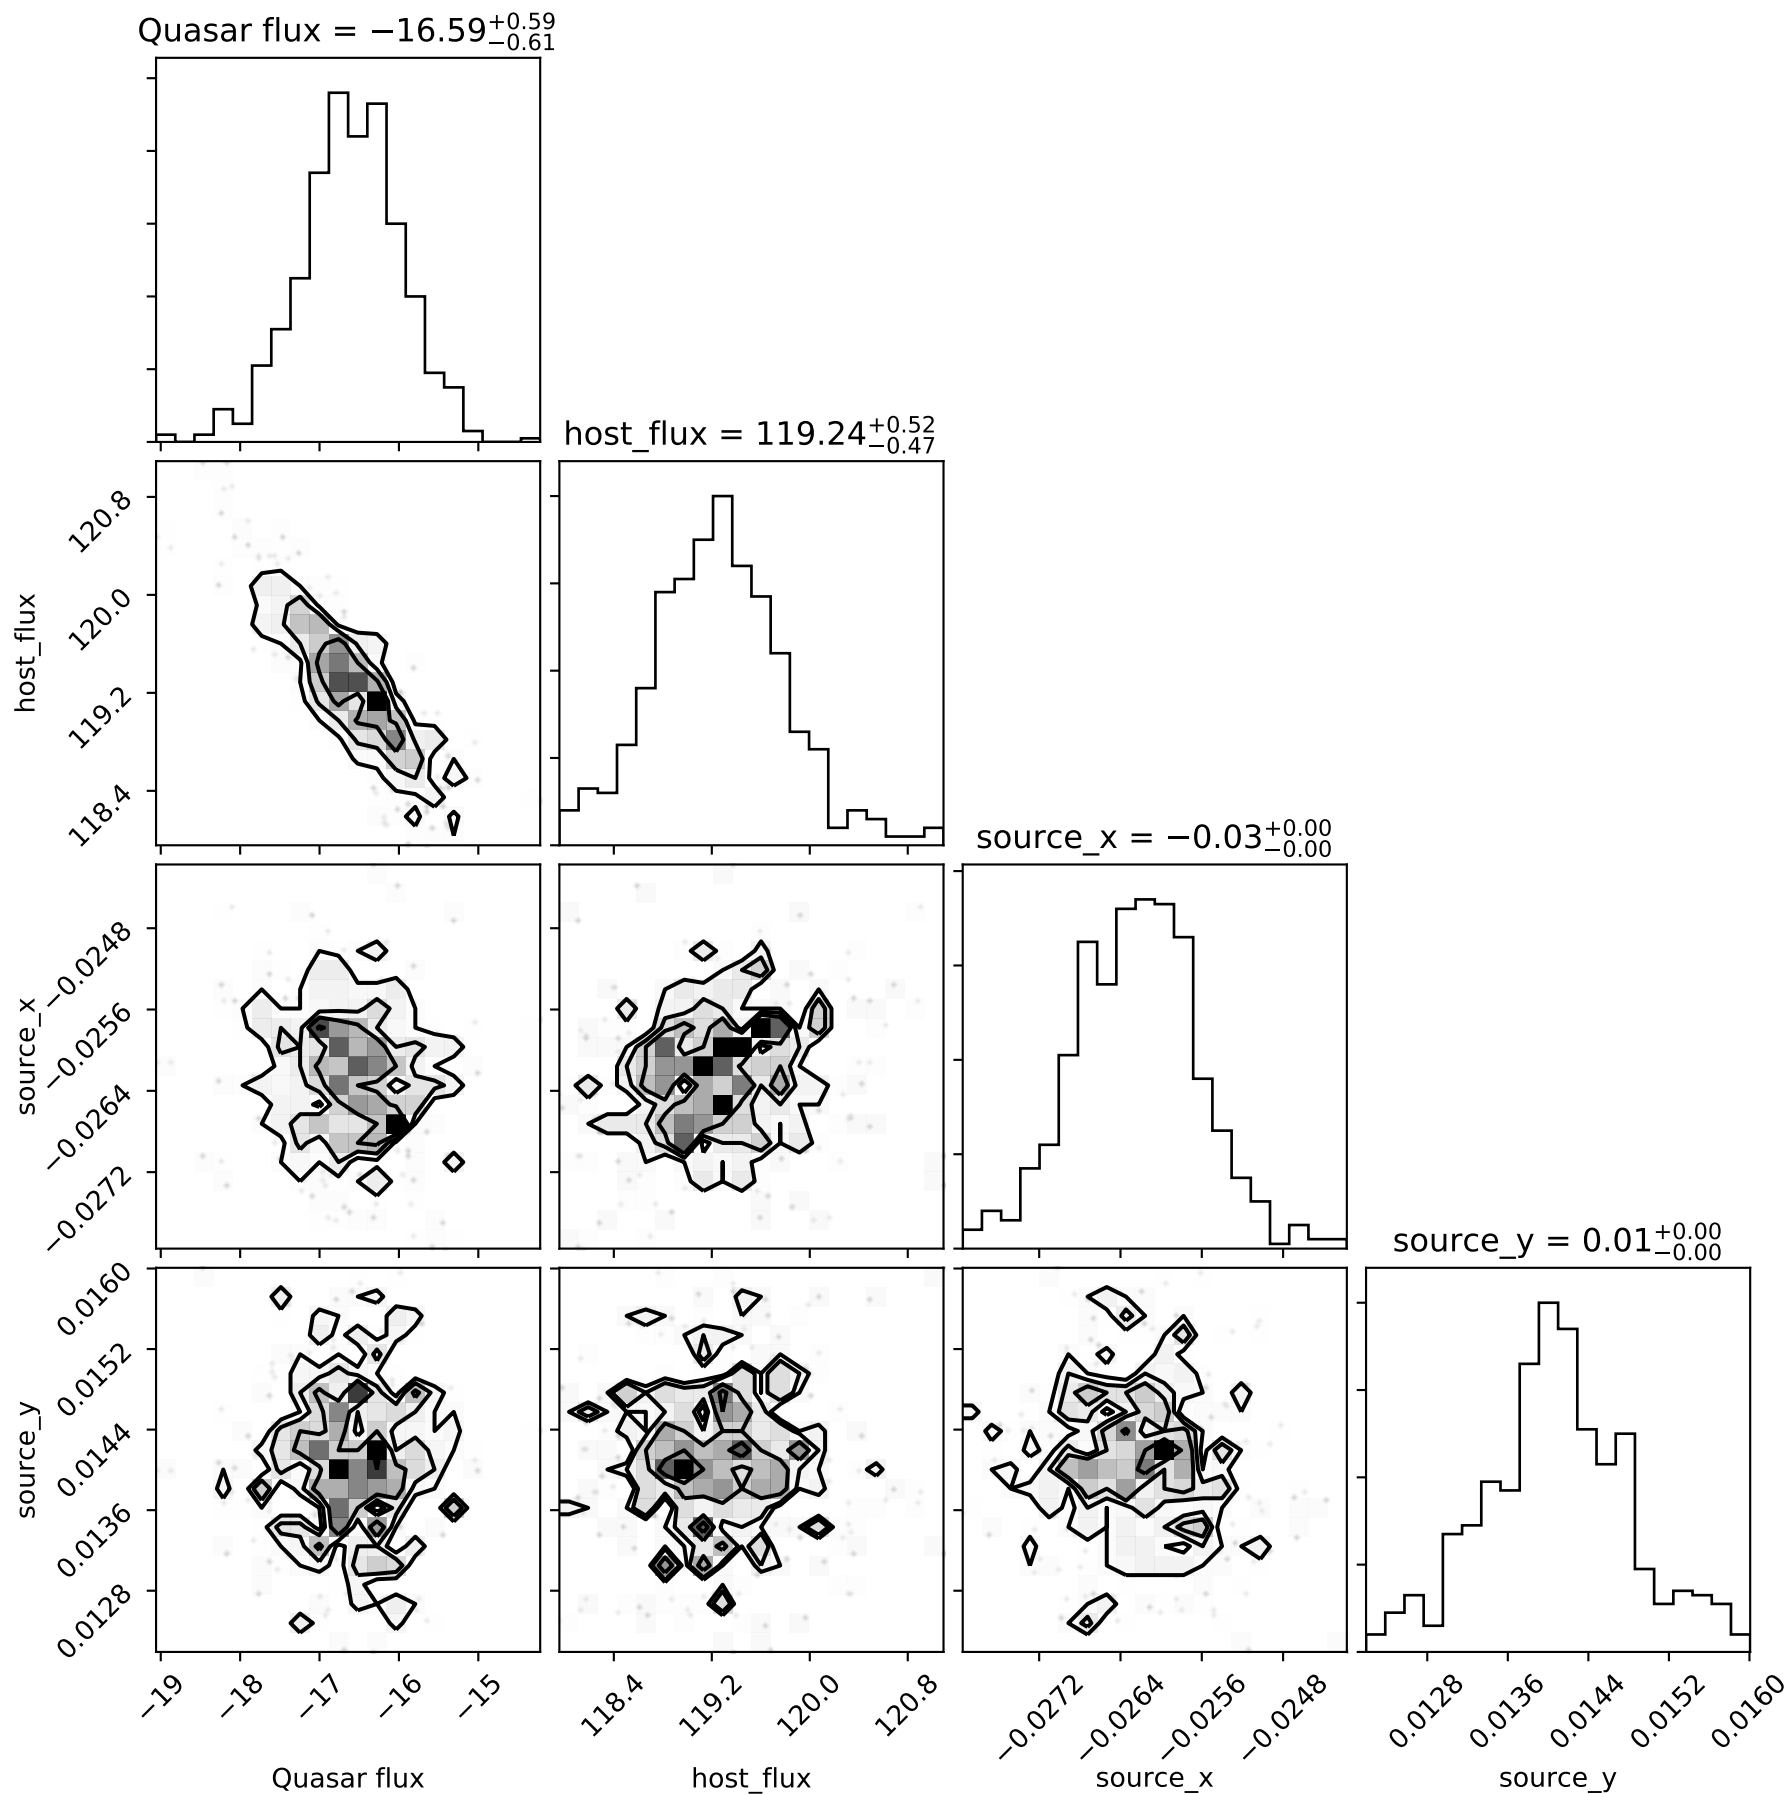 Quasar flux = −16.59+0.59−0.61
host_flux = 119.24+0.52−0.47
120.8
120.0
119.2
118.4
host_flux
source_x = −0.03+0.00−0.00
−0.0248
−0.0256
−0.0264
−0.0272
source_x
source_y = 0.01+0.00−0.00
0.0160
0.0152
0.0144
0.0136
0.0128
source_y
−19 −18 −17 −16 −15
118.4 119.2 120.0 120.8
−0.0272 −0.0264 −0.0256 −0.0248
0.0128 0.0136 0.0144 0.0152 0.0160
Quasar flux host_flux source_x source_y